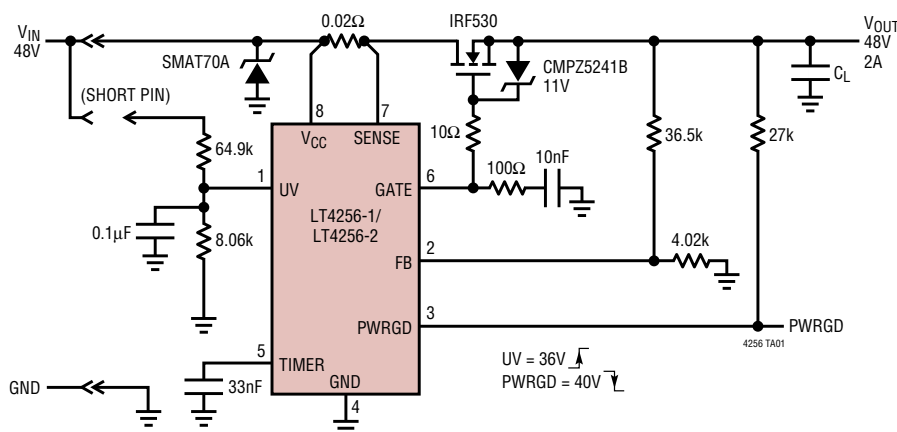 V_IN
48V
0.02Ω
IRF530
V_OUT
48V
2A
SMAT70A
CMPZ5241B
11V
C_L
(SHORT PIN)
8
7
V_CC
SENSE
10Ω
36.5k
27k
64.9k
100Ω
10nF
1
UV
GATE
6
LT4256-1/
LT4256-2
0.1µF
8.06k
FB
2
4.02k
PWRGD
3
PWRGD
4256 TA01
5
TIMER
UV = 36V
PWRGD = 40V
GND
33nF
GND
4